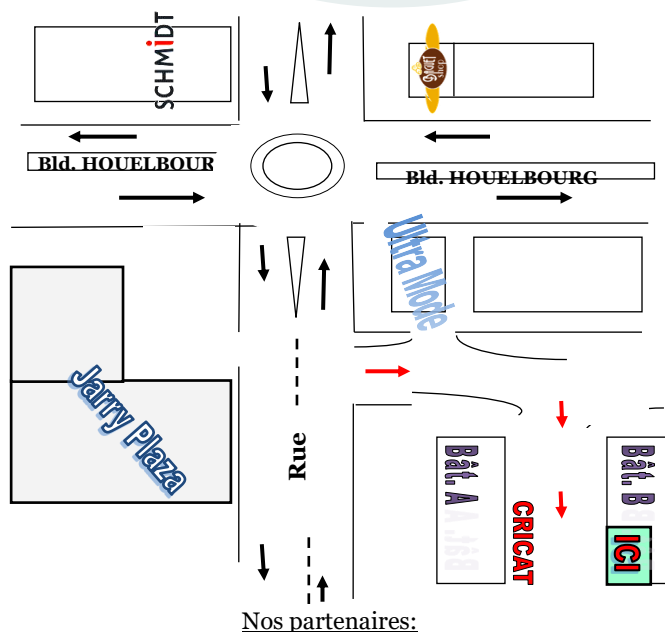 SCHMiDT
Bld. HOUELBOUR
Bld. HOUELBOURG
Ultra Mode
Jarry Plaza
Rue
Bât. A
CRICAT
Bât. B
ICI
Nos partenaires: